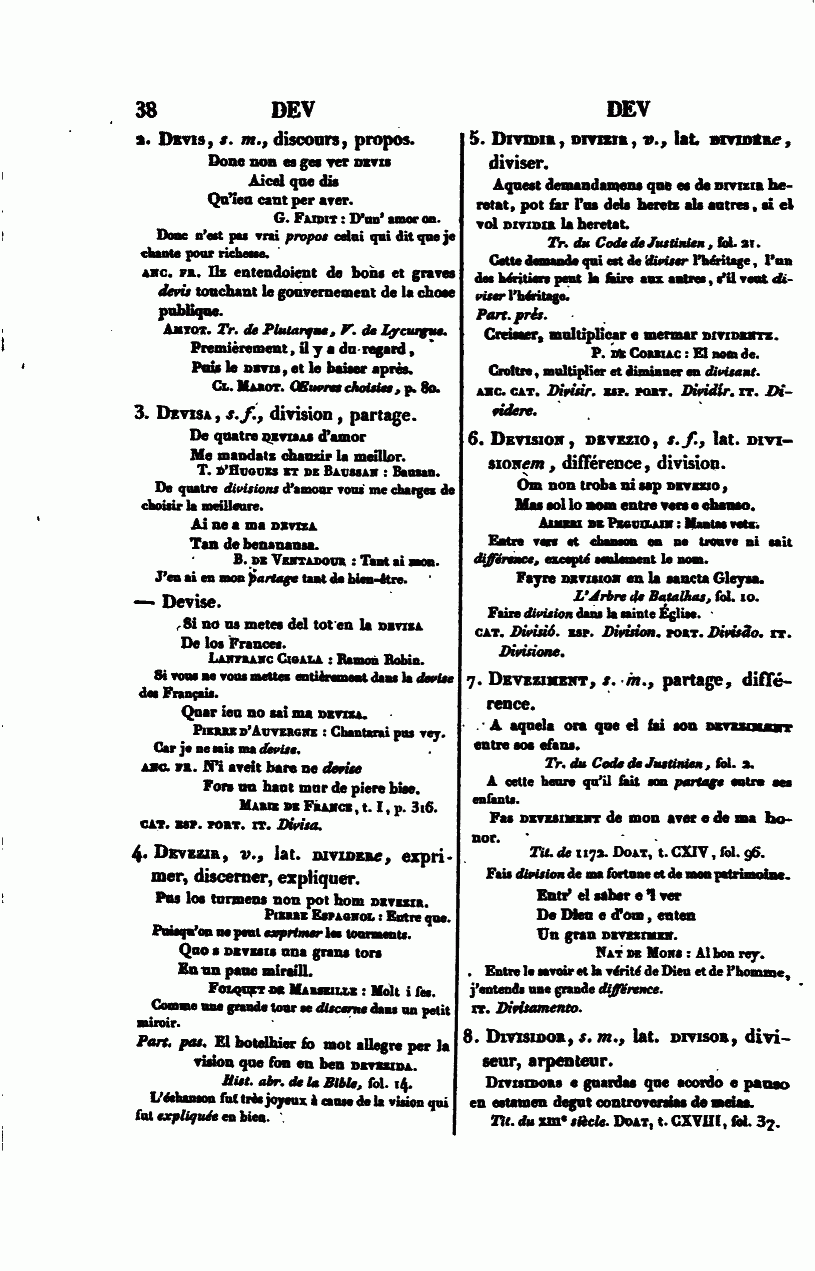 38 DEV DEV
2. Devis, s. m., discours, propos.
Donc non es ges ver devis
Aicel que dis
Qu'ieu cant per aver.
G. Faidit : D'un' amor on.
Donc n'est pas vrai propos celui qui dit que je
chante pour richesse.
anc. fr. Ils entendoient de bons et graves
devis touchant le gouvernement de la chose
publique.
Amyot. Tr. de Plutarque, V. de Lycurgue.
Premièrement, il y a du regard,
Puis le devis, et le baiser après.
Cl. Marot. Œuvres choisies, p. 80.
3. Devisa, s. f., division, partage.
De quatre devizas d'amor
Me mandatz chauzir la meillor.
T. d'Hugues et de Baussan : Bausan.
De quatre divisions d'amour vous me chargez de
choisir la meilleure.
Ai ne a ma deviza
Tan de benanansa.
B. de Ventadour : Tant ai mon.
J'en ai en mon partage tant de bien-être.
— Devise.
Si no us metes del tot en la deviza
De los Frances.
Lanfranc Cigala : Ramon Robin.
Si vous ne vous mettez entièrement dans la devise
des Français.
Quar ieu no sai ma deviza.
Pierre d'Auvergne : Chantarai pus vey.
Car je ne sais ma devise.
anc. fr. N'i aveit bare ne devise
Fors un haut mur de piere bise.
Marie de France, t. I, p. 316.
cat. esp. port. it. Divisa.
4. Devezir, v., lat. dividere, expri-
mer, discerner, expliquer.
Pus los turmens non pot hom devezir.
Pierre Espagnol : Entre que.
Puisqu'on ne peut exprimer les tourments.
Quo s devezis una grans tors
En un pauc miraill.
Folquet de Marseille : Molt i fes.
Comme une grande tour se discerne dans un petit
miroir.
Part. pas. El botelhier fo mot allegre per la
vision que fon en ben devezida.
Hist. abr. de la Bible, fol. 14.
L'échanson fut très joyeux à cause de la vision qui
fut expliquée en bien.
5. Dividir, divizir, v., lat. dividĕre,
diviser.
Aquest demandamens que es de divizir he-
retat, pot far l'us dels heretz als autres, si el
vol dividir la heretat.
Tr. du Code de Justinien, fol. 21.
Cette demande qui est de diviser l'héritage, l'un
des héritiers peut la faire aux autres, s'il veut di-
viser l'héritage.
Part. prés.
Creisser, multiplicar e mermar dividents.
P. de Corbiac : El nom de.
Croître, multiplier et diminuer en divisant.
anc. cat. Divisir. esp. port. Dividir. it. Di-
videre.
6. Devision, devezio, s. f., lat. divi-
sionem, différence, division.
Om non troba ni sap devezio,
Mas sol lo nom entre vers e chanso.
Aimeri de Peguilain : Mantas vetz.
Entre vers et chanson on ne trouve ni sait
différence, excepté seulement le nom.
Fayre devision en la sancta Gleysa.
L'Arbre de Batalhas, fol. 10.
Faire division dans la sainte Église.
cat. Divisió. esp. Division. port. Divisão. it.
Divisione.
7. Deveziment, s. m., partage, diffé-
rence.
A aquela ora que el fai son deveziment
entre sos efans.
Tr. du Code de Justinien, fol. 2.
A cette heure qu'il fait son partage entre ses
enfants.
Fas devesiment de mon aver e de ma ho-
nor.
Tit. de 1172. Doat, t. CXIV, fol. 96.
Fais division de ma fortune et de mon patrimoine.
Entr' el saber e 'l ver
De Dieu e d'om, enten
Un gran devezimen.
Nat de Mons : Al bon rey.
Entre le savoir et la vérité de Dieu et de l'homme,
j'entends une grande différence.
it. Divisamento.
8. Divisidor, s. m., lat. divisor, divi-
seur, arpenteur.
Divisidors e guardas que acordo e pauso
en estamen degut controversias de meias.
Tit. du xiiie siècle. Doat, t. CXVIII, fol. 37.